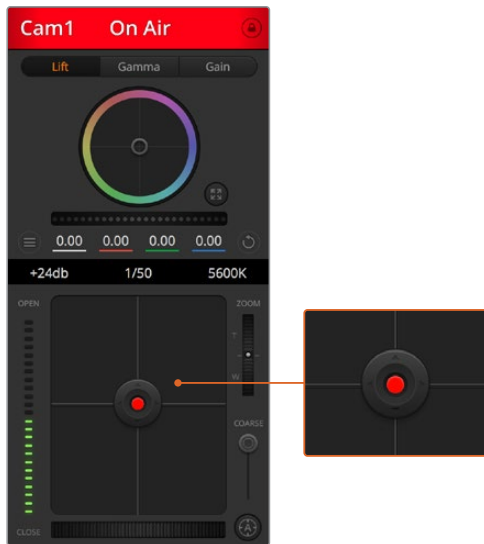 Cam1 On Air
Lift Gamma Gain
0.00 0.00 0.00 0.00
+24db 1/50 5600K
OPEN ZOOM
T
W
COARSE
CLOSE A